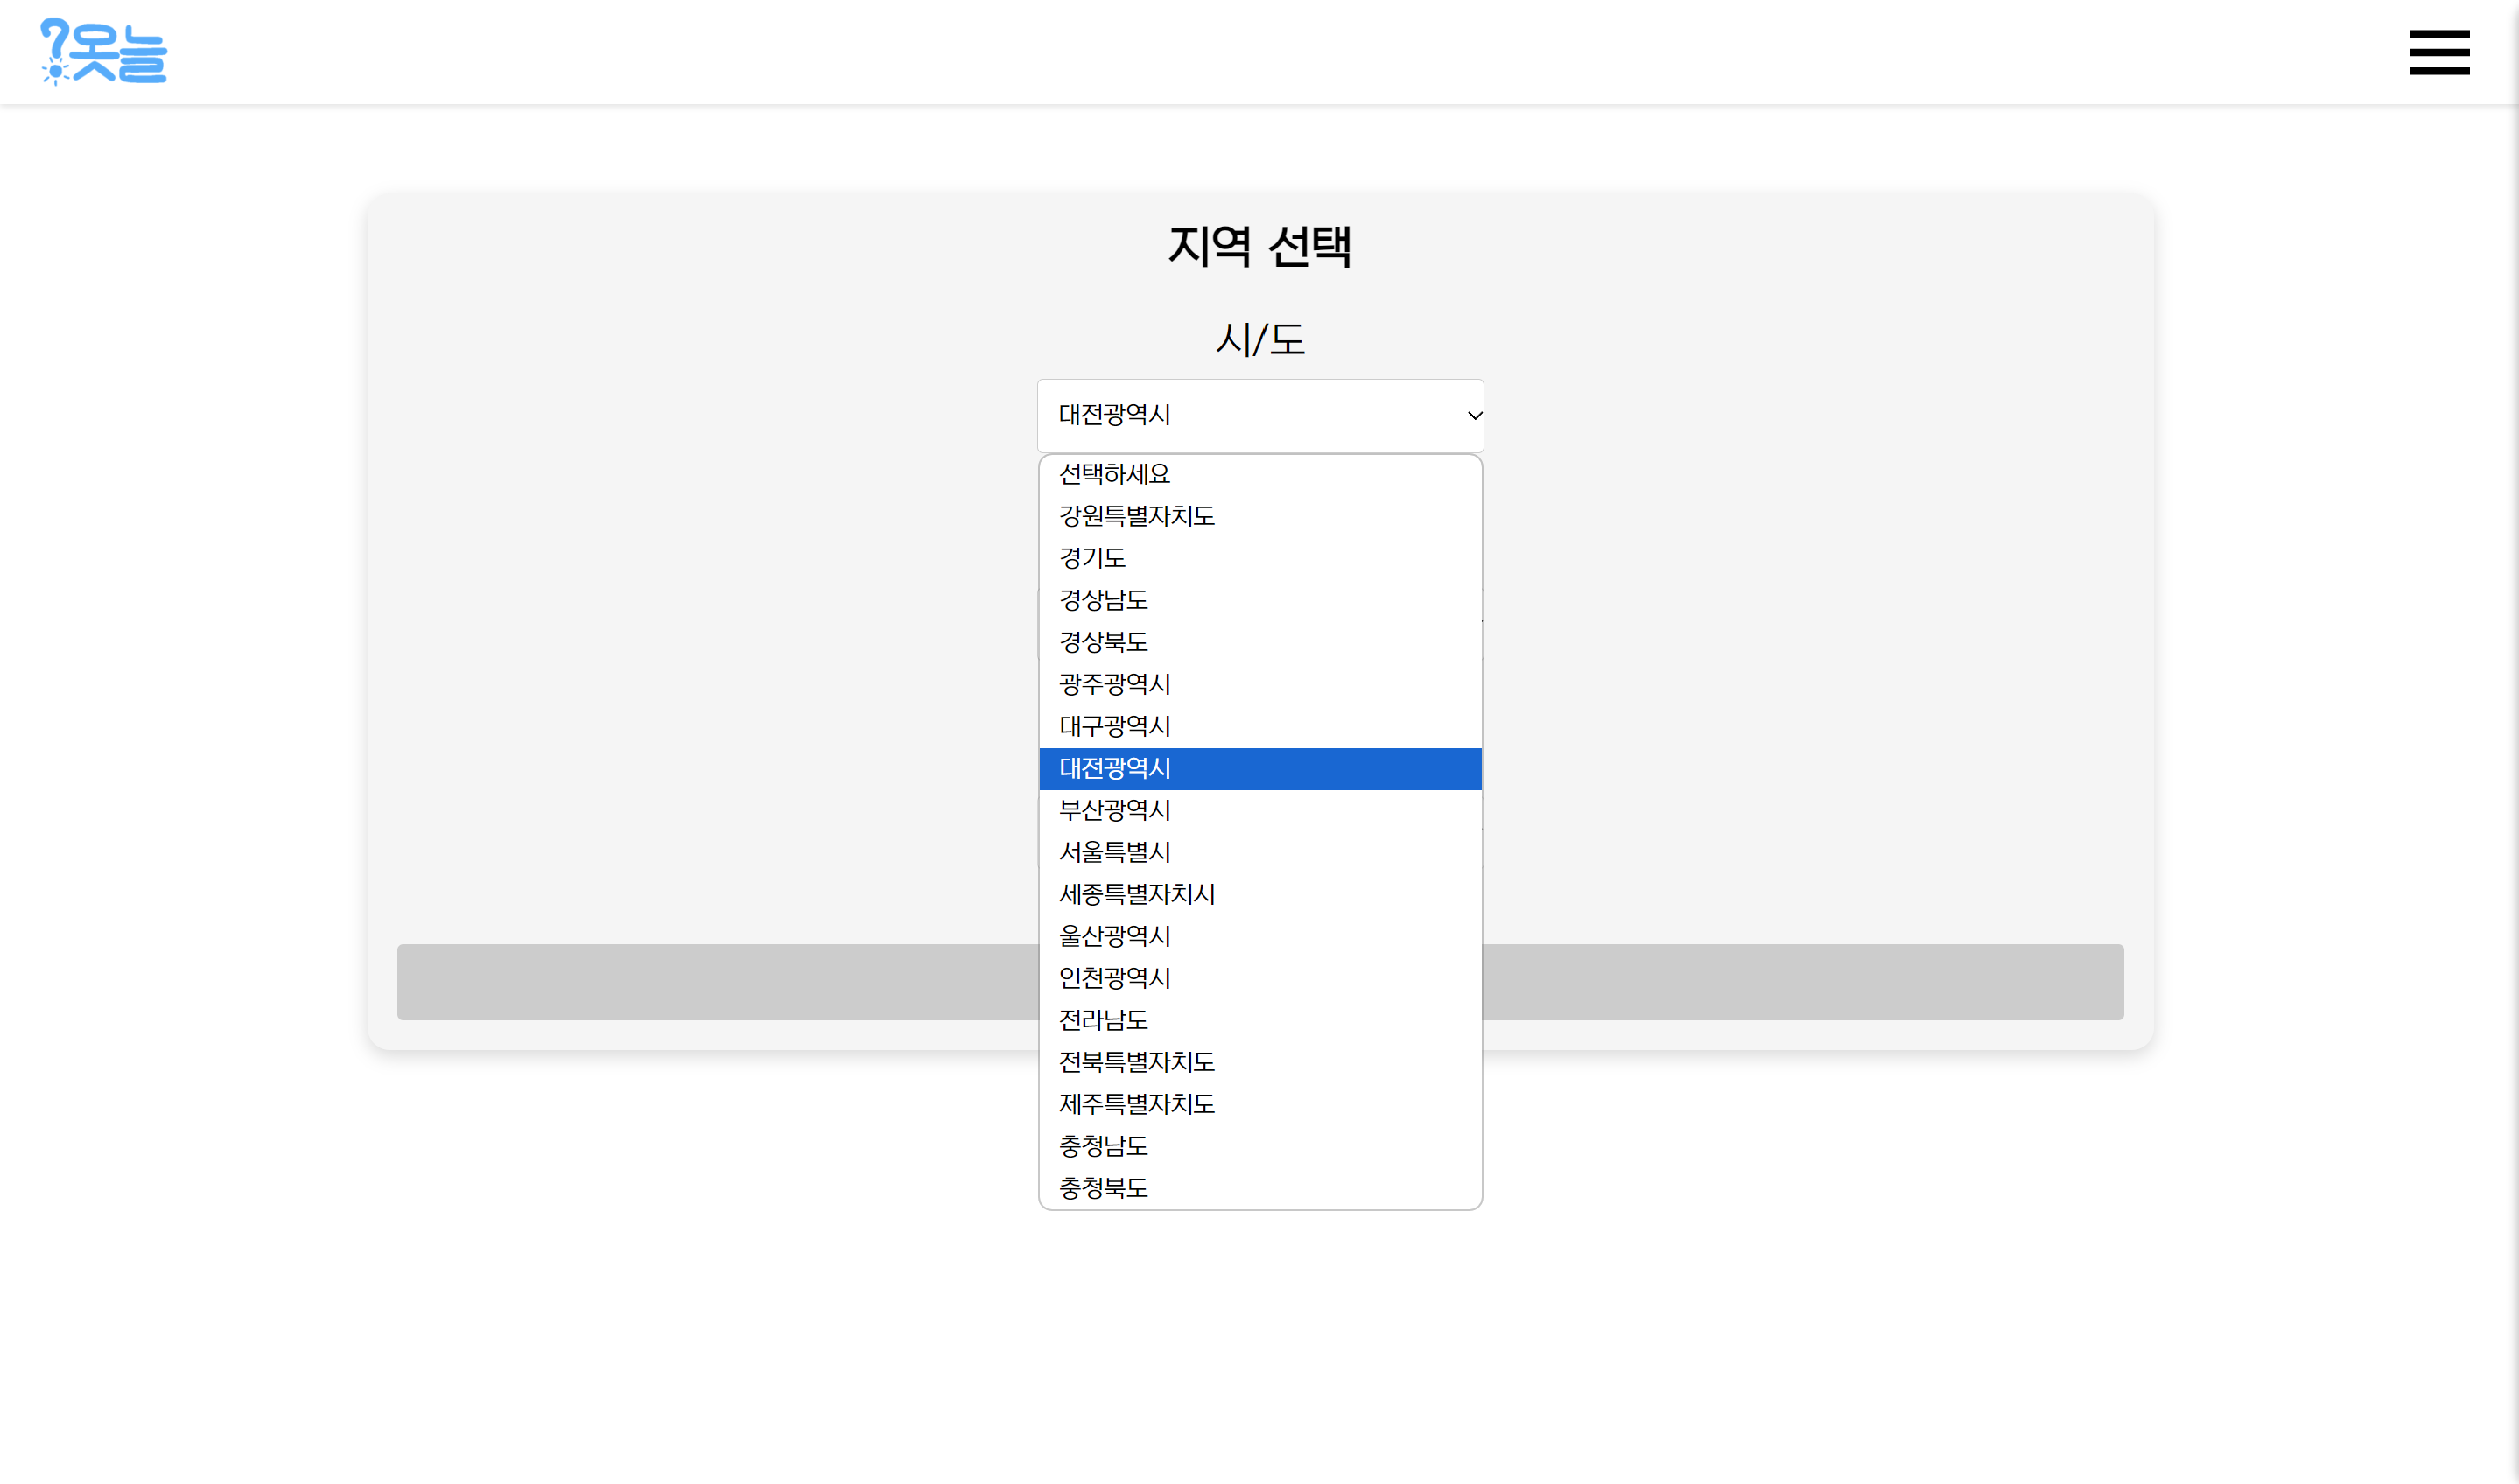 ?옷늘
지역 선택
시/도
대전광역시
선택하세요
강원특별자치도
경기도
경상남도
경상북도
광주광역시
대구광역시
대전광역시
부산광역시
서울특별시
세종특별자치시
울산광역시
인천광역시
전라남도
전북특별자치도
제주특별자치도
충청남도
충청북도